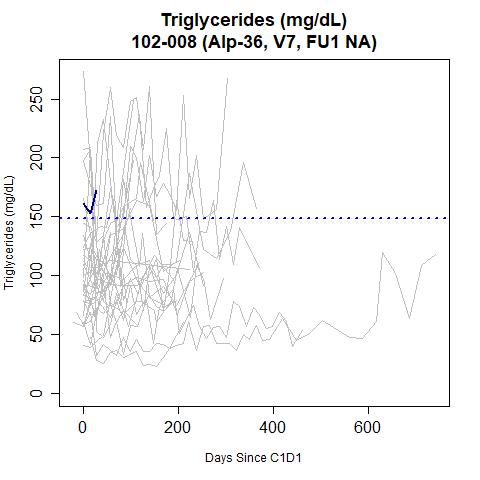 Triglycerides (mg/dL)
102-008 (Alp-36, V7, FU1 NA)
Triglycerides (mg/dL)
250
200
150
100
50
0
0
200
400
600
Days Since C1D1